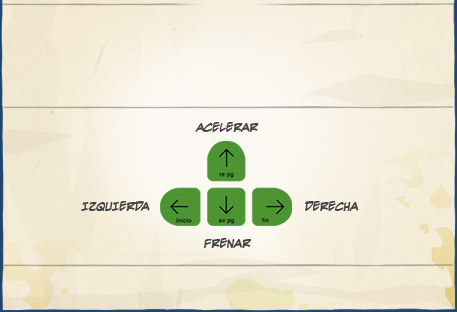 ACELERAR
re pg
IZQUIERDA
inicio
av pg
fin
DERECHA
FRENAR